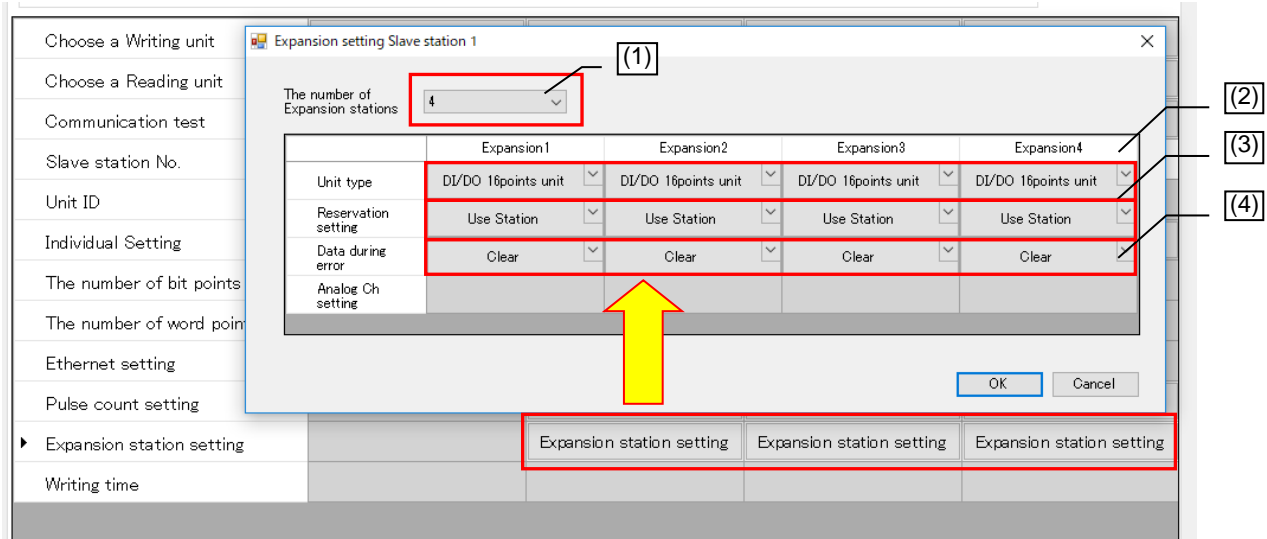 Choose a Writing unit
Choose a Reading unit
Communication test
Slave station No.
Unit ID
Individual Setting
The number of bit points
The number of word poin
Ethernet setting
Pulse count setting
Expansion station setting
Writing time
Expansion setting Slave station 1
The number of
Expansion stations
4
(1)
(2)
(3)
(4)
Expansion1 Expansion2 Expansion3 Expansion4
Unit type DI/DO 16points unit DI/DO 16points unit DI/DO 16points unit DI/DO 16points unit
Reservation
setting
Use Station Use Station Use Station Use Station
Data during
error
Clear Clear Clear Clear
Analog Ch
setting
OK Cancel
Expansion station setting Expansion station setting Expansion station setting